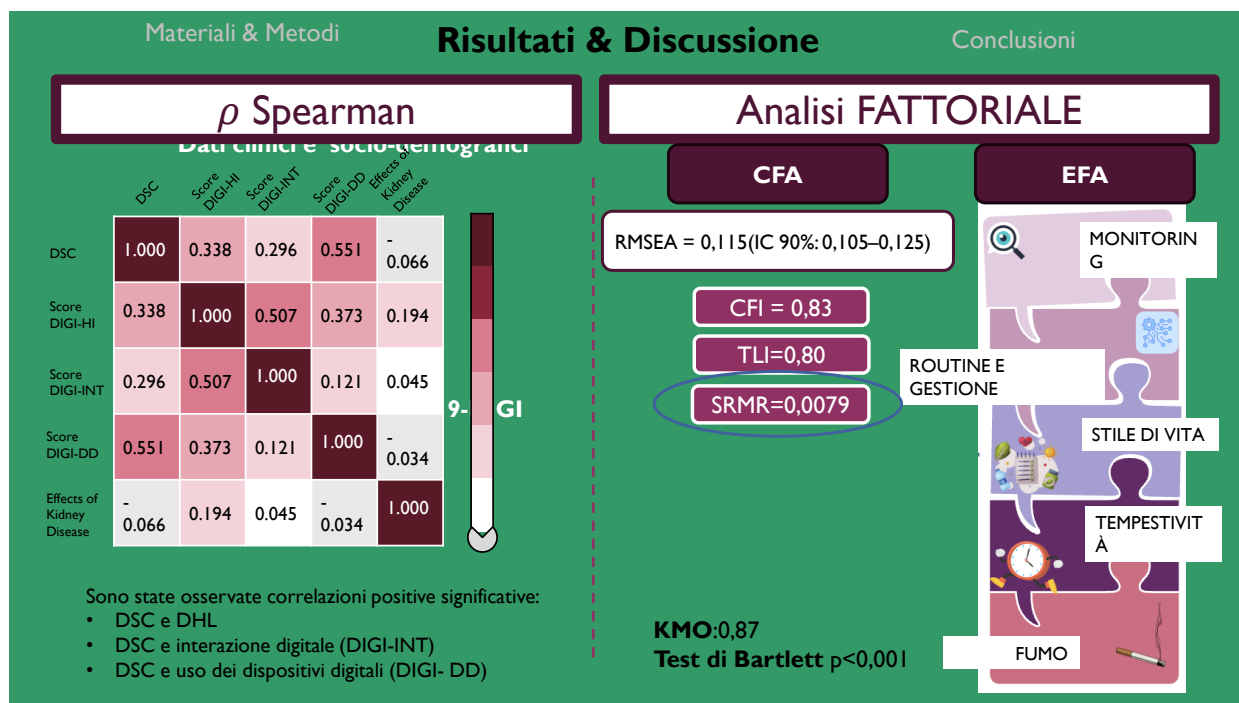 Materiali & Metodi
Risultati & Discussione
Conclusioni
ρ Spearman
Analisi FATTORIALE
Dati clinici e socio-demografici
CFA
EFA
DSC
Score
DIGI-HI
Score
DIGI-INT
Score
DIGI-DD
Effects of
Kidney
Disease
DSC
1.000
0.338
0.296
0.551
-
0.066
Score
DIGI-HI
0.338
1.000
0.507
0.373
0.194
Score
DIGI-INT
0.296
0.507
1.000
0.121
0.045
Score
DIGI-DD
0.551
0.373
0.121
1.000
-
0.034
Effects of
Kidney
Disease
-
0.066
0.194
0.045
-
0.034
1.000
9- GI
RMSEA = 0,115(IC 90%: 0,105–0,125)
CFI = 0,83
TLI=0,80
SRMR=0,0079
MONITORIN
G
ROUTINE E
GESTIONE
STILE DI VITA
TEMPESTIVIT
À
FUMO
Sono state osservate correlazioni positive significative:
• DSC e DHL
• DSC e interazione digitale (DIGI-INT)
• DSC e uso dei dispositivi digitali (DIGI- DD)
KMO:0,87
Test di Bartlett p<0,001